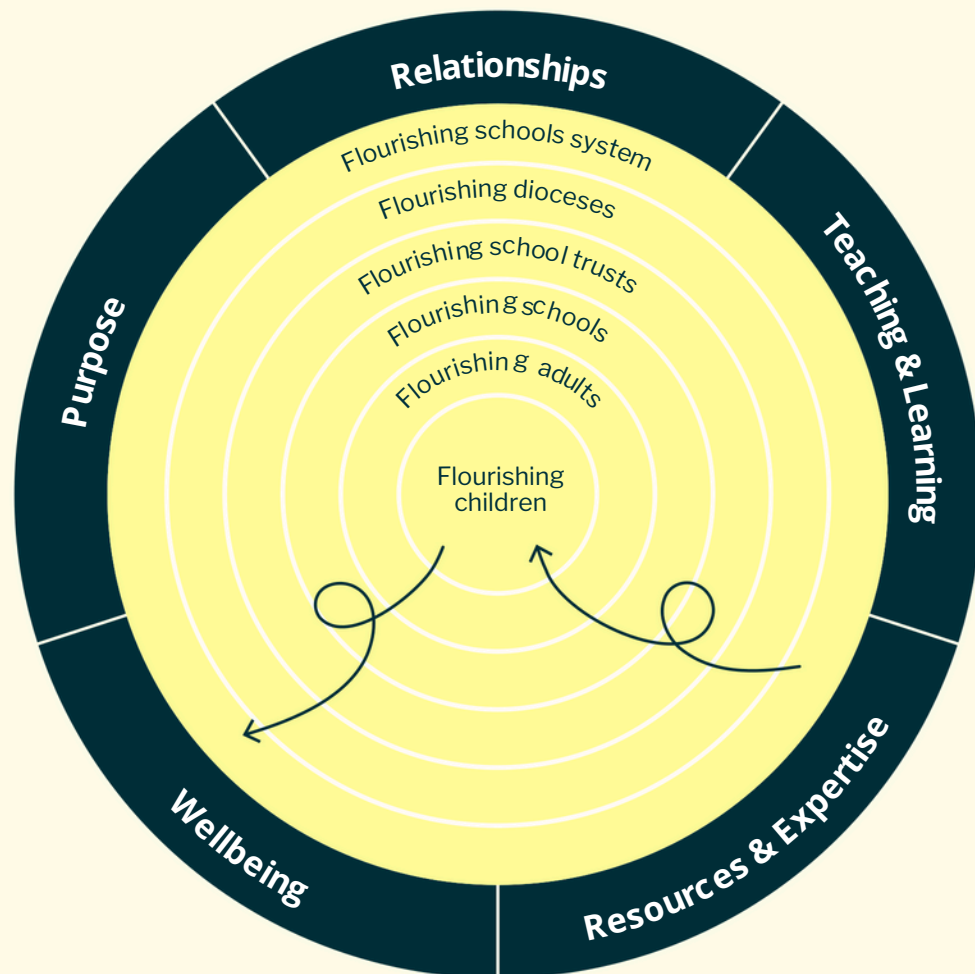 Relationships
Flourishing schools system
Flourishing dioceses
Flourishing school trusts
Flourishing schools
Flourishing adults
Flourishing
children
Purpose
Teaching & Learning
Wellbeing
Resources & Expertise